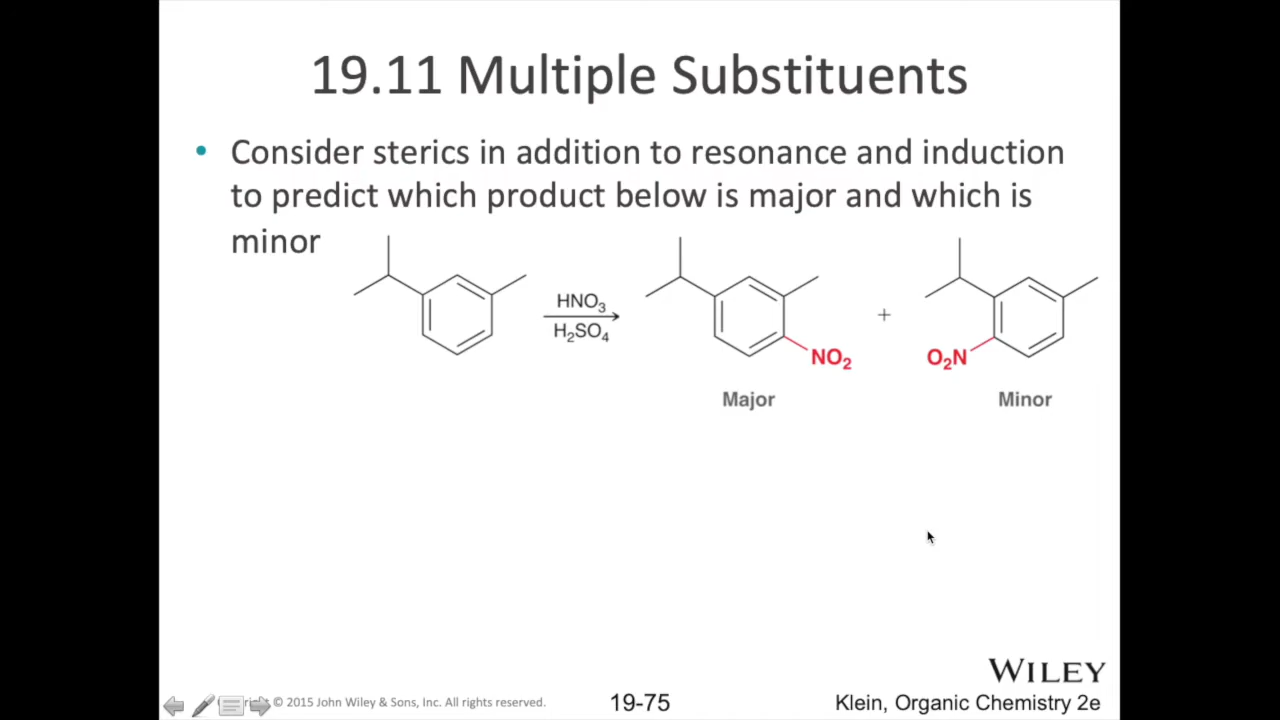 19.11 Multiple Substituents
• Consider sterics in addition to resonance and induction
to predict which product below is major and which is
minor
HNO3
H2SO4
NO2
+
O2N
Major
Minor
WILEY
© 2015 John Wiley & Sons, Inc. All rights reserved.
19-75
Klein, Organic Chemistry 2e